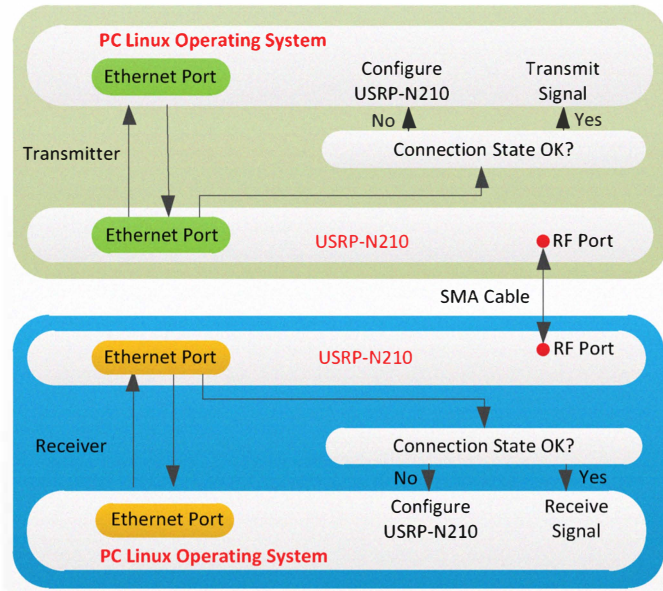 PC Linux Operating System
Ethernet Port
Configure
USRP-N210
Transmit
Signal
No
Yes
Transmitter
Connection State OK?
Ethernet Port
USRP-N210
RF Port
SMA Cable
Ethernet Port
USRP-N210
RF Port
Receiver
Connection State OK?
No
Yes
Ethernet Port
Configure
USRP-N210
Receive
Signal
PC Linux Operating System